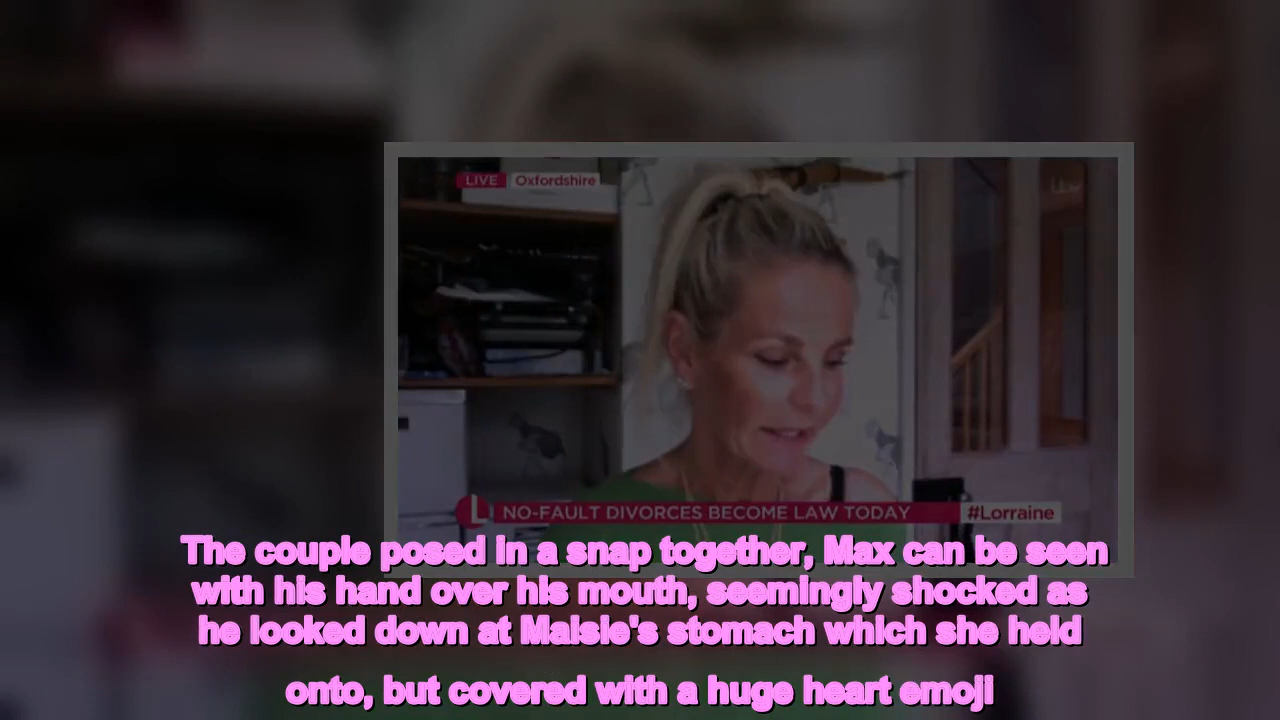 LIVE Oxfordshire
itv
L NO-FAULT DIVORCES BECOME LAW TODAY #Lorraine
The couple posed in a snap together, Max can be seen
with his hand over his mouth, seemingly shocked as
he looked down at Maisie's stomach which she held
onto, but covered with a huge heart emoji